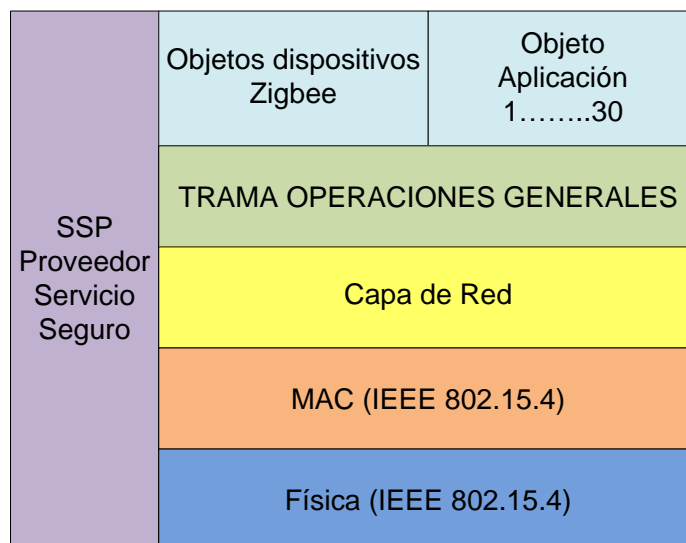 SSP
Proveedor
Servicio
Seguro
Objetos dispositivos
Zigbee
Objeto
Aplicación
1……..30
TRAMA OPERACIONES GENERALES
Capa de Red
MAC (IEEE 802.15.4)
Física (IEEE 802.15.4)